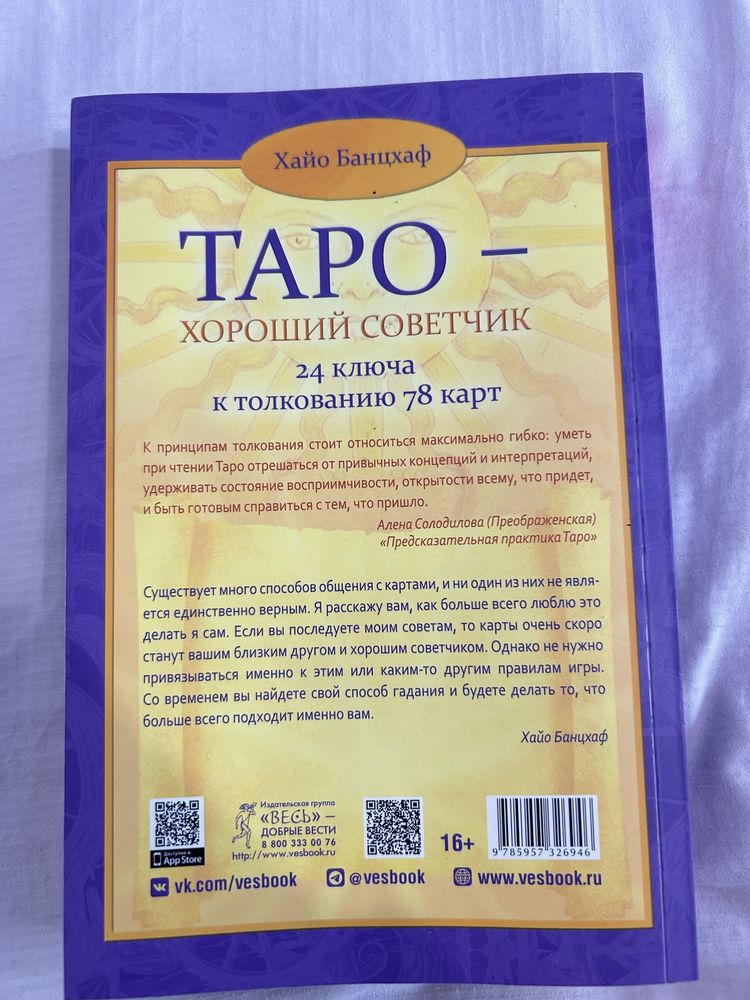 Хайо Банцхаф
ТАРО –
ХОРОШИЙ СОВЕТЧИК
24 ключа
к толкованию 78 карт
К принципам толкования стоит относиться максимально гибко: уметь
при чтении Таро отрешаться от привычных концепций и интерпретаций,
удерживать состояние восприимчивости, открытости всему, что придет,
и быть готовым справиться с тем, что пришло.
Алена Солодилова (Преображенская)
«Предсказательная практика Таро»
Существует много способов общения с картами, и ни один из них не явля-
ется единственно верным. Я расскажу вам, как больше всего люблю это
делать я сам. Если вы последуете моим советам, то карты очень скоро
станут вашим близким другом и хорошим советчиком. Однако не нужно
привязываться именно к этим или каким-то другим правилам игры.
Со временем вы найдете свой способ гадания и будете делать то, что
больше всего подходит именно вам.
Хайо Банцхаф
Доступно в
App Store
Издательская группа
«ВЕСЬ» –
ДОБРЫЕ ВЕСТИ
8 800 333 00 76
http://www.vesbook.ru
16+
9 785957 326946
vk.com/vesbook
@vesbook
www.vesbook.ru